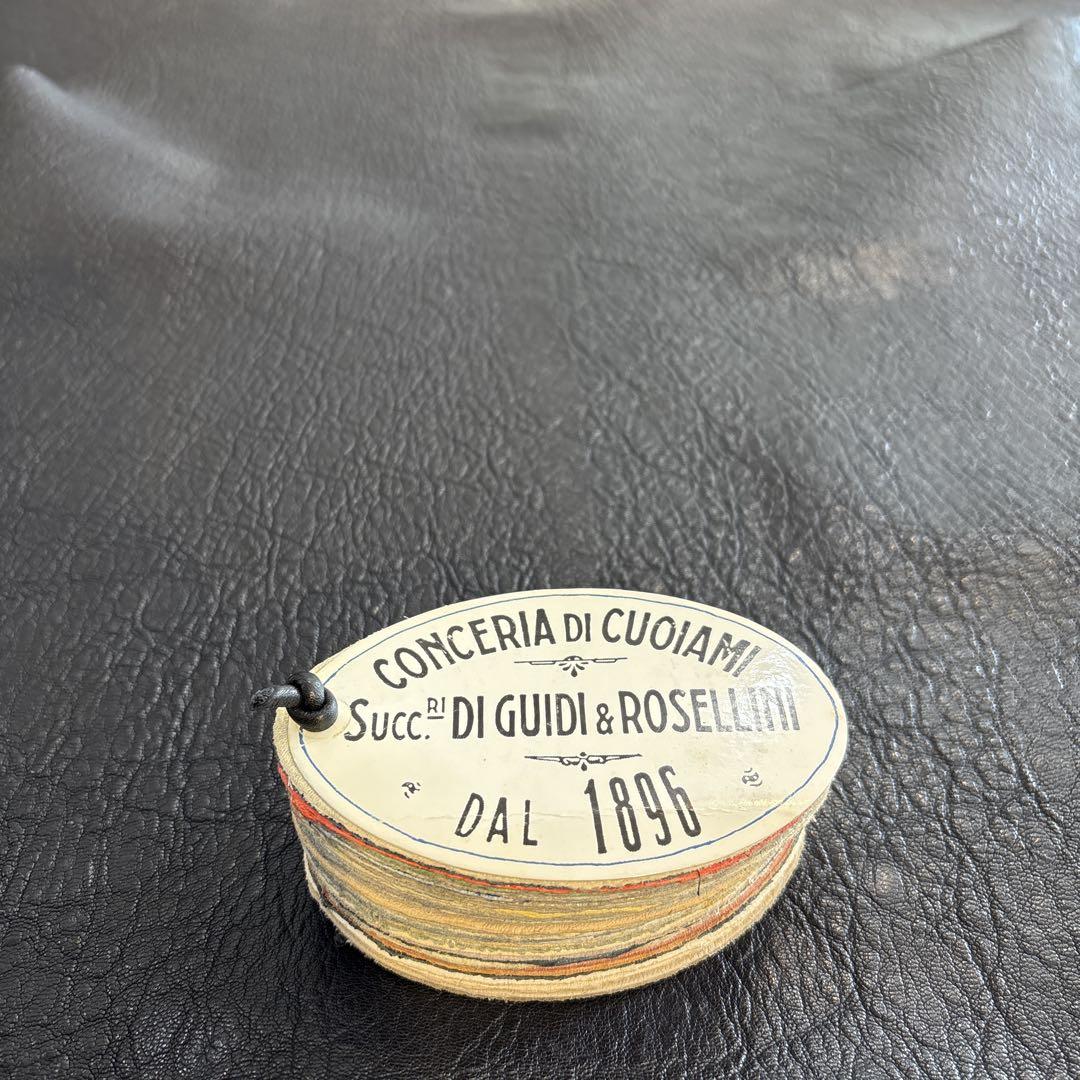 CONCERIA DI CUOIAMI
SUCC.RI DI GUIDI & ROSELLINI
DAL 1896